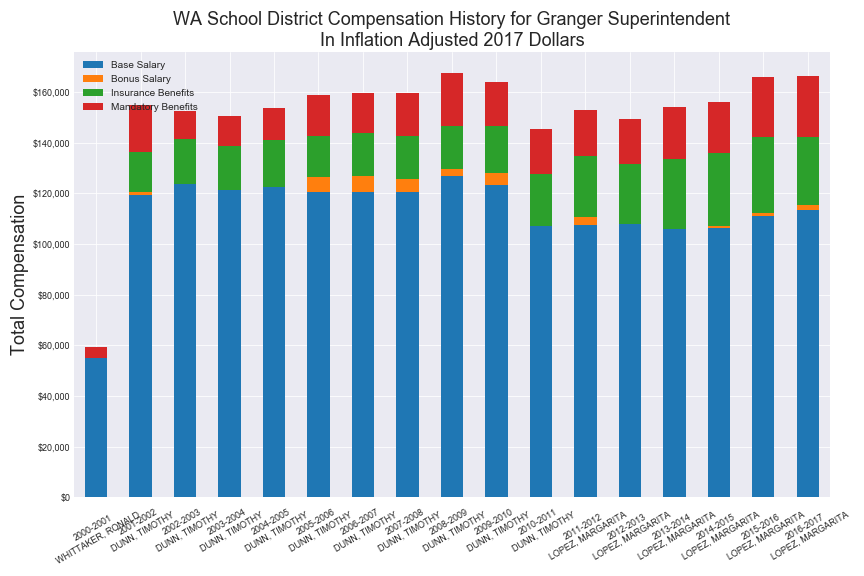 WA School District Compensation History for Granger Superintendent
In Inflation Adjusted 2017 Dollars
Base Salary
Bonus Salary
Insurance Benefits
Mandatory Benefits
Total Compensation
$160,000
$140,000
$120,000
$100,000
$80,000
$60,000
$40,000
$20,000
$0
2000-2001
WHITTAKER, RONALD
2001-2002
DUNN, TIMOTHY
2002-2003
DUNN, TIMOTHY
2003-2004
DUNN, TIMOTHY
2004-2005
DUNN, TIMOTHY
2005-2006
DUNN, TIMOTHY
2006-2007
DUNN, TIMOTHY
2007-2008
DUNN, TIMOTHY
2008-2009
DUNN, TIMOTHY
2009-2010
DUNN, TIMOTHY
2010-2011
DUNN, TIMOTHY
2011-2012
LOPEZ, MARGARITA
2012-2013
LOPEZ, MARGARITA
2013-2014
LOPEZ, MARGARITA
2014-2015
LOPEZ, MARGARITA
2015-2016
LOPEZ, MARGARITA
2016-2017
LOPEZ, MARGARITA